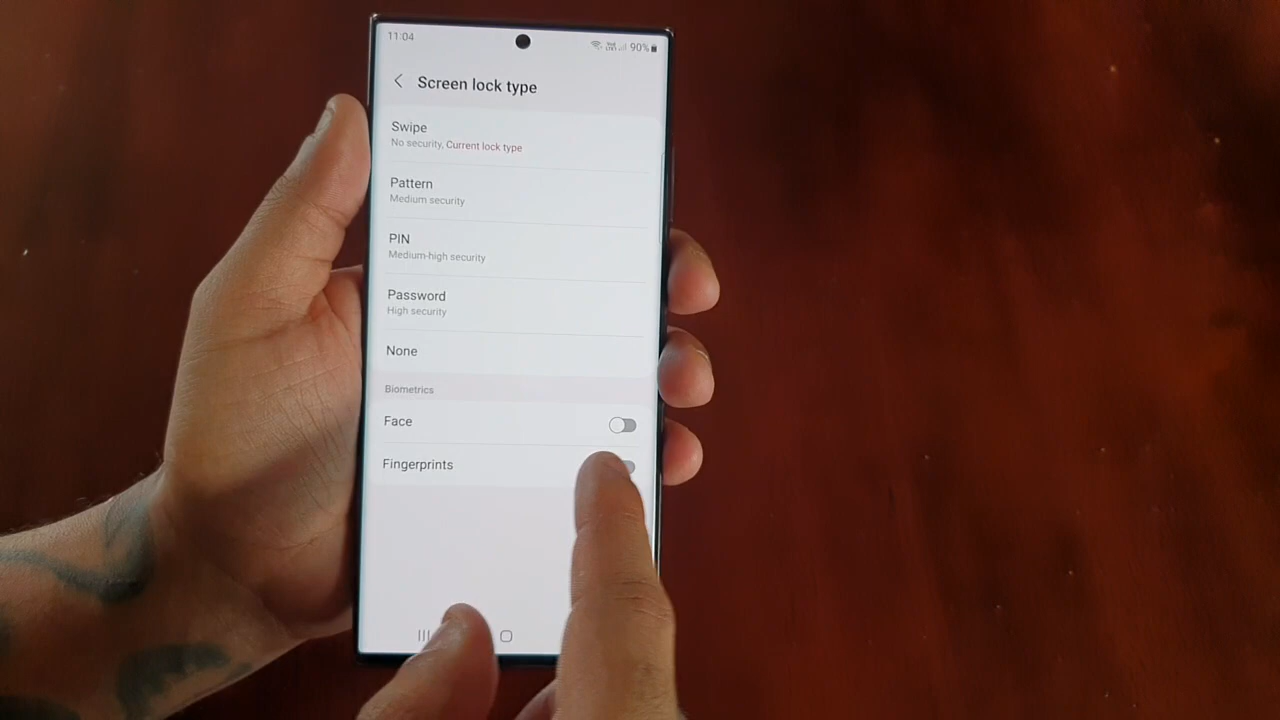 11:04
90%
Screen lock type
Swipe
No security, Current lock type
Pattern
Medium security
PIN
Medium-high security
Password
High security
None
Biometrics
Face
Fingerprints